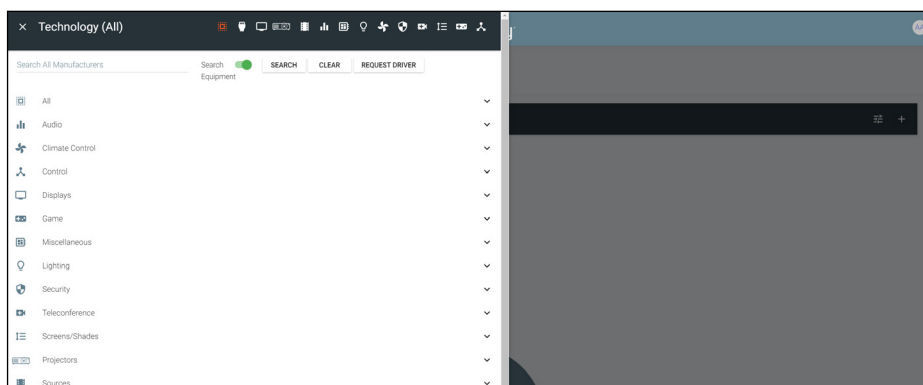 Technology (All)
Search All Manufacturers
Search
Equipment
SEARCH
CLEAR
REQUEST DRIVER
All
Audio
Climate Control
Control
Displays
Game
Miscellaneous
Lighting
Security
Teleconference
Screens/Shades
Projectors
Sources